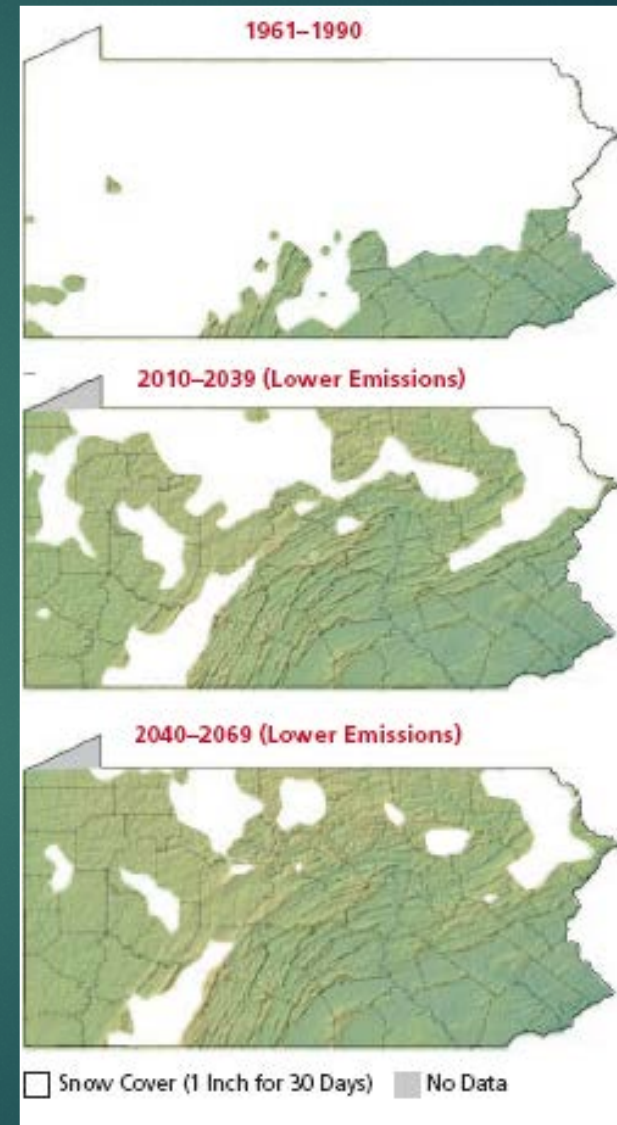 1961–1990
2010–2039 (Lower Emissions)
2040–2069 (Lower Emissions)
Snow Cover (1 Inch for 30 Days) No Data